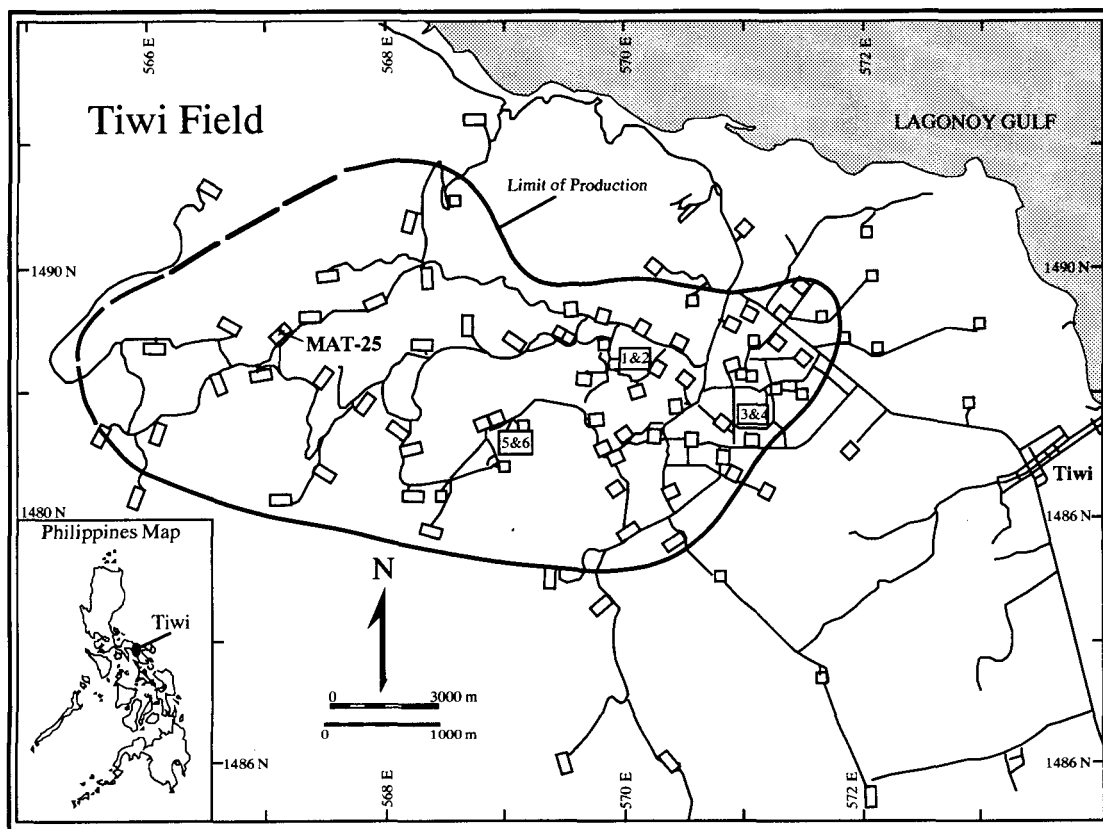 566 E
568 E
570 E
572 E
Tiwi Field
LAGONOY GULF
Limit of Production
1490 N
1490 N
MAT-25
1&2
3&4
5&6
Tiwi
1480 N
1486 N
Philippines Map
Tiwi
N
0 3000 m
0 1000 m
1486 N
1486 N
568 E
570 E
572 E